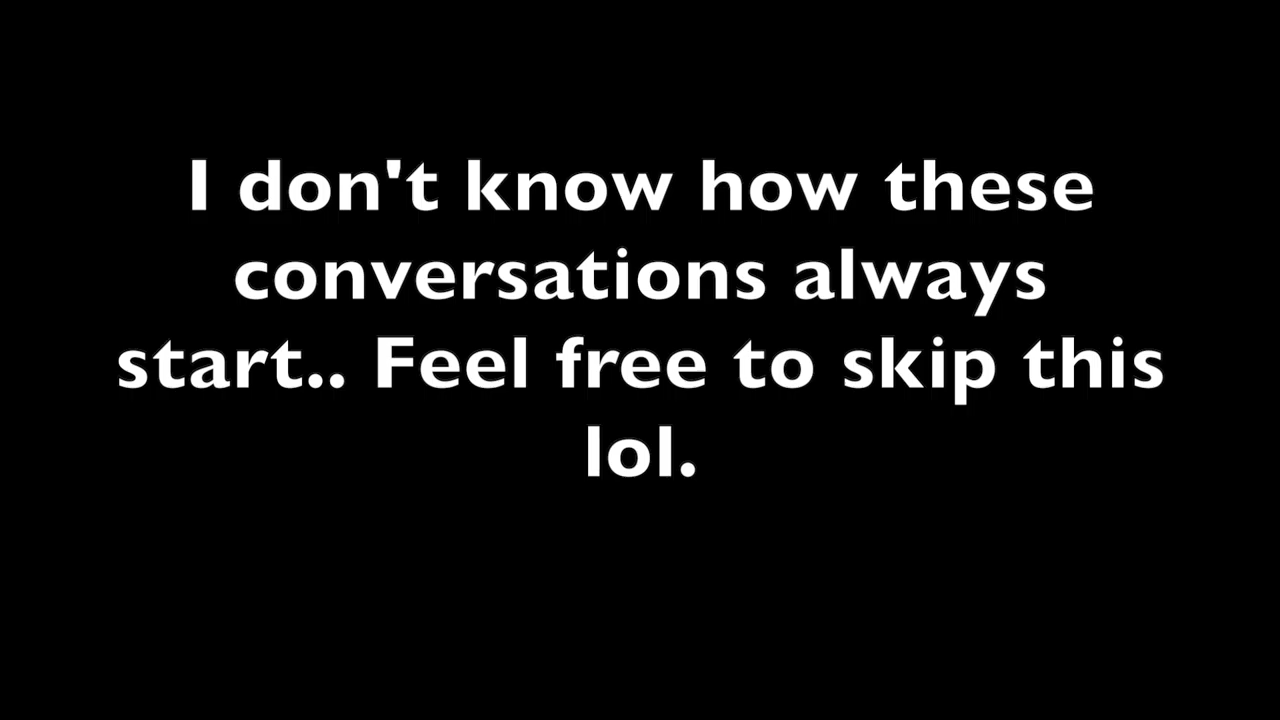 I don't know how these
conversations always
start.. Feel free to skip this
lol.